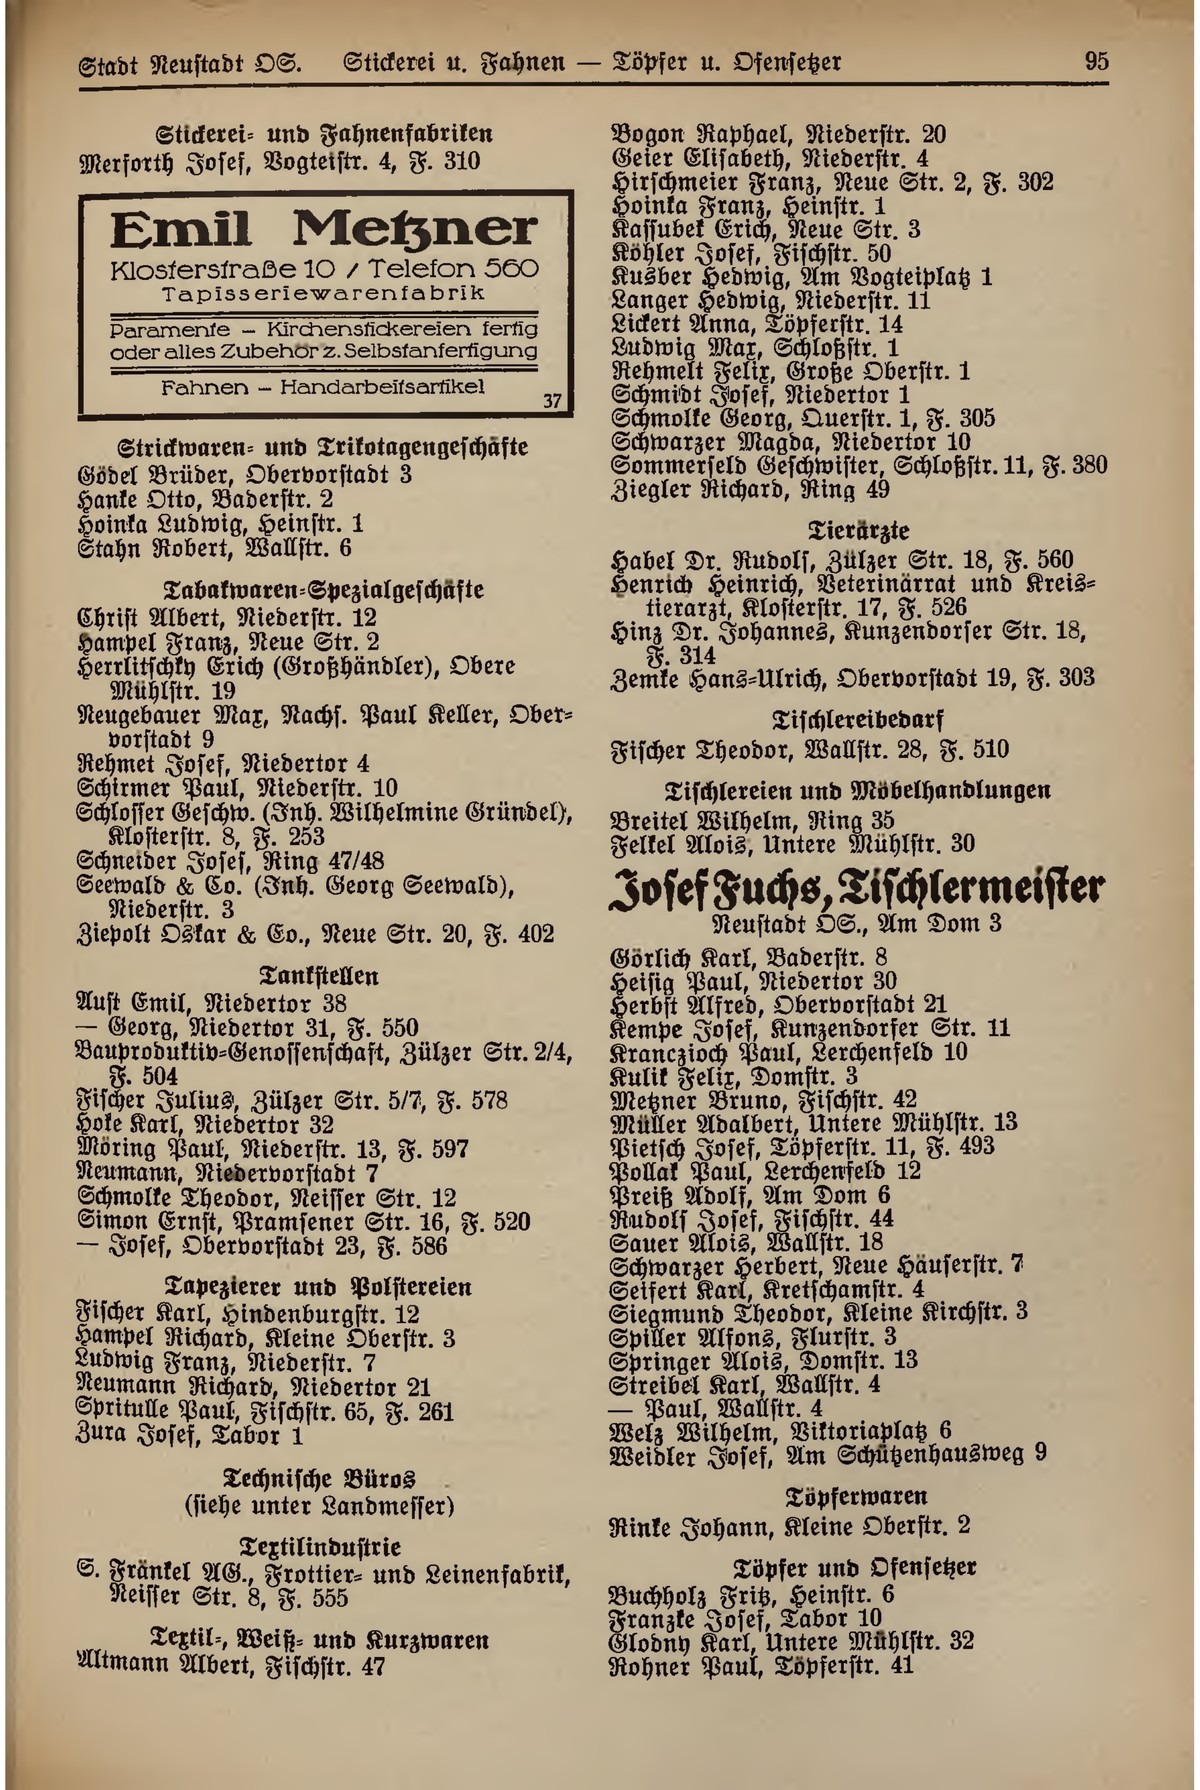 Stadt Neustadt OS. Stickerei u. Fahnen — Töpfer u. Ofensetzer 95
Stickerei- und Fahnenfabriken
Merforth Josef, Vogteistr. 4, F. 310
Emil Metzner
Klosterstraße 10 / Telefon 560
Tapisseriewarenfabrik
Paramente – Kirchenstickereien fertig
oder alles Zubehör z. Selbstanfertigung
Fahnen – Handarbeitsartikel
37
Strickwaren- und Trikotagengeschäfte
Gödel Brüder, Obervorstadt 3
Hanke Otto, Baderstr. 2
Hoinka Ludwig, Heinstr. 1
Stahn Robert, Wallstr. 6
Tabakwaren-Spezialgeschäfte
Christ Albert, Niederstr. 12
Hampel Franz, Neue Str. 2
Herrlitschky Erich (Großhändler), Obere
Mühlstr. 19
Neugebauer Max, Nachf. Paul Keller, Ober-
vorstadt 9
Rehmet Josef, Niedertor 4
Schirmer Paul, Niederstr. 10
Schlosser Geschw. (Inh. Wilhelmine Gründel),
Klosterstr. 8, F. 253
Schneider Josef, Ring 47/48
Seewald & Co. (Inh. Georg Seewald),
Niederstr. 3
Ziepolt Oskar & Co., Neue Str. 20, F. 402
Tankstellen
Aust Emil, Niedertor 38
— Georg, Niedertor 31, F. 550
Bauproduktiv-Genossenschaft, Zülzer Str. 2/4,
F. 504
Fischer Julius, Zülzer Str. 5/7, F. 578
Hoke Karl, Niedertor 32
Möring Paul, Niederstr. 13, F. 597
Neumann, Niedervorstadt 7
Schmolke Theodor, Neisser Str. 12
Simon Ernst, Pramsener Str. 16, F. 520
— Josef, Obervorstadt 23, F. 586
Tapezierer und Polstereien
Fischer Karl, Hindenburgstr. 12
Hampel Richard, Kleine Oberstr. 3
Ludwig Franz, Niederstr. 7
Neumann Richard, Niedertor 21
Spritulle Paul, Fischstr. 65, F. 261
Zura Josef, Tabor 1
Technische Büros
(siehe unter Landmesser)
Textilindustrie
S. Fränkel AG., Frottier- und Leinenfabrik,
Neisser Str. 8, F. 555
Textil-, Weiß- und Kurzwaren
Altmann Albert, Fischstr. 47
Bogon Raphael, Niederstr. 20
Geier Elisabeth, Niederstr. 4
Hirschmeier Franz, Neue Str. 2, F. 302
Hoinka Franz, Heinstr. 1
Kassubek Erich, Neue Str. 3
Köhler Josef, Fischstr. 50
Kusber Hedwig, Am Vogteiplatz 1
Langer Hedwig, Niederstr. 11
Lickert Anna, Töpferstr. 14
Ludwig Max, Schloßstr. 1
Rehmelt Felix, Große Oberstr. 1
Schmidt Josef, Niedertor 1
Schmolke Georg, Querstr. 1, F. 305
Schwarzer Magda, Niedertor 10
Sommerfeld Geschwister, Schloßstr. 11, F. 380
Ziegler Richard, Ring 49
Tierärzte
Habel Dr. Rudolf, Zülzer Str. 18, F. 560
Henrich Heinrich, Veterinärrat und Kreis-
tierarzt, Klosterstr. 17, F. 526
Hinz Dr. Johannes, Kunzendorfer Str. 18,
F. 314
Zemke Hans-Ulrich, Obervorstadt 19, F. 303
Tischlereibedarf
Fischer Theodor, Wallstr. 28, F. 510
Tischlereien und Möbelhandlungen
Breitel Wilhelm, Ring 35
Felkel Alois, Untere Mühlstr. 30
Josef Fuchs, Tischlermeister
Neustadt OS., Am Dom 3
Görlich Karl, Baderstr. 8
Heisig Paul, Niedertor 30
Herbst Alfred, Obervorstadt 21
Kempe Josef, Kunzendorfer Str. 11
Kranczioch Paul, Lerchenfeld 10
Kulik Felix, Domstr. 3
Metzner Bruno, Fischstr. 42
Müller Adalbert, Untere Mühlstr. 13
Pietsch Josef, Töpferstr. 11, F. 493
Pollak Paul, Lerchenfeld 12
Preiß Adolf, Am Dom 6
Rudolf Josef, Fischstr. 44
Sauer Alois, Wallstr. 18
Schwarzer Herbert, Neue Häuserstr. 7
Seifert Karl, Kretschamstr. 4
Siegmund Theodor, Kleine Kirchstr. 3
Spiller Alfons, Flurstr. 3
Springer Alois, Domstr. 13
Streibel Karl, Wallstr. 4
— Paul, Wallstr. 4
Welz Wilhelm, Viktoriaplatz 6
Weidler Josef, Am Schützenhausweg 9
Töpferwaren
Rinke Johann, Kleine Oberstr. 2
Töpfer und Ofensetzer
Buchholz Fritz, Heinstr. 6
Franzke Josef, Tabor 10
Glodny Karl, Untere Mühlstr. 32
Rohner Paul, Töpferstr. 41